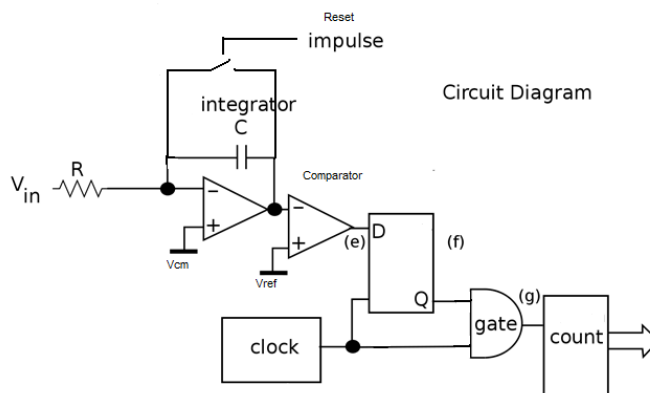 Reset
impulse
integrator
C
Circuit Diagram
R
Vin
Comparator
−
+
−
+
Vcm
Vref
(e)
D
(f)
Q
(g)
gate
clock
count